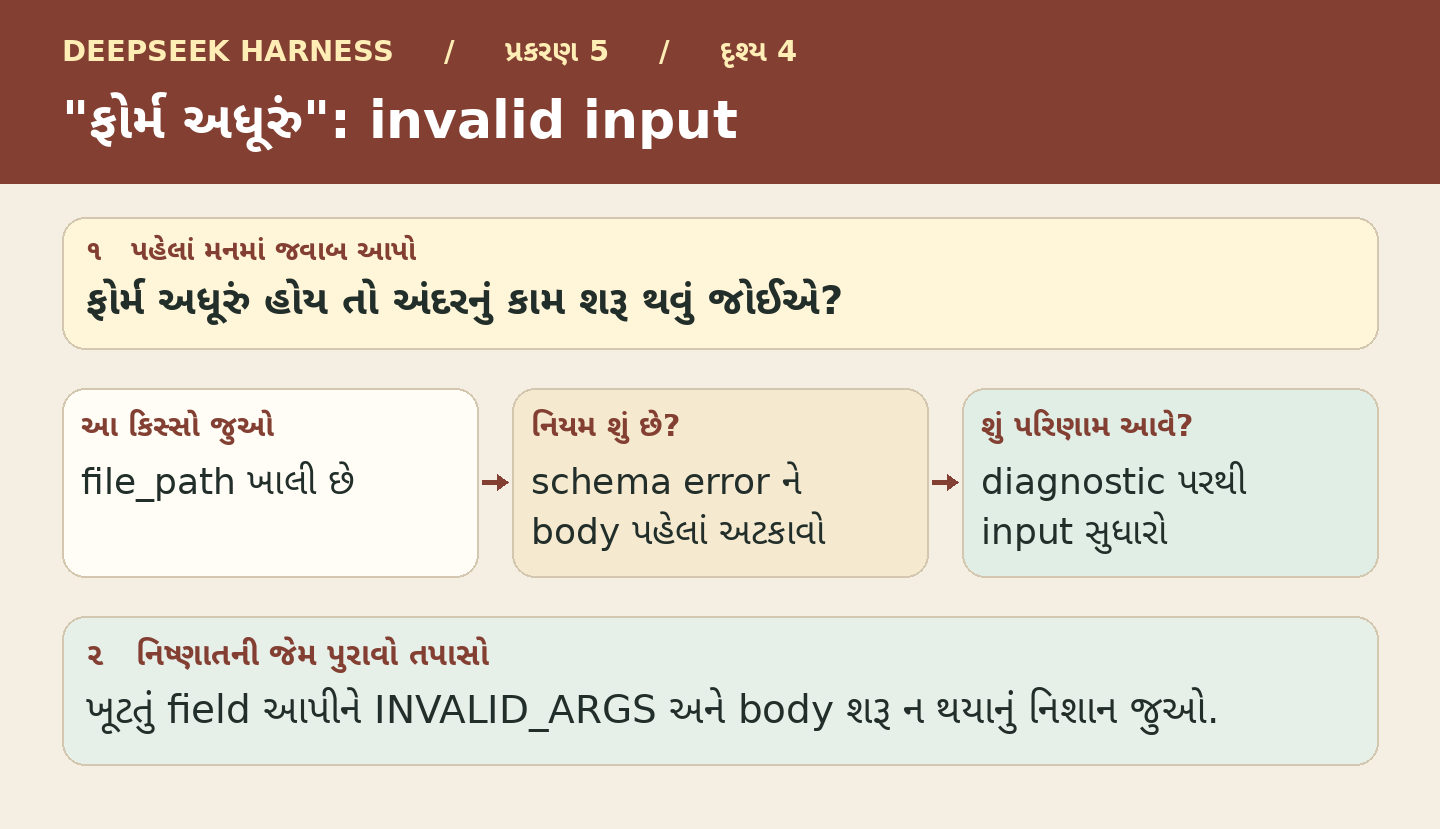 DEEPSEEK HARNESS / પ્રકરણ 5 / દૃશ્ય 4
"ફોર્મ અધૂરું": invalid input
૧ પહેલાં મનમાં જવાબ આપો
ફોર્મ અધૂરું હોય તો અંદરનું કામ શરૂ થવું જોઈએ?
આ કિસ્સો જુઓ
file_path ખાલી છે
નિયમ શું છે?
schema error ને
body પહેલાં અટકાવો
શું પરિણામ આવે?
diagnostic પરથી
input સુધારો
૨ નિષ્ણાતની જેમ પુરાવો તપાસો
ખૂટતું field આપીને INVALID_ARGS અને body શરૂ ન થયાનું નિશાન જુઓ.